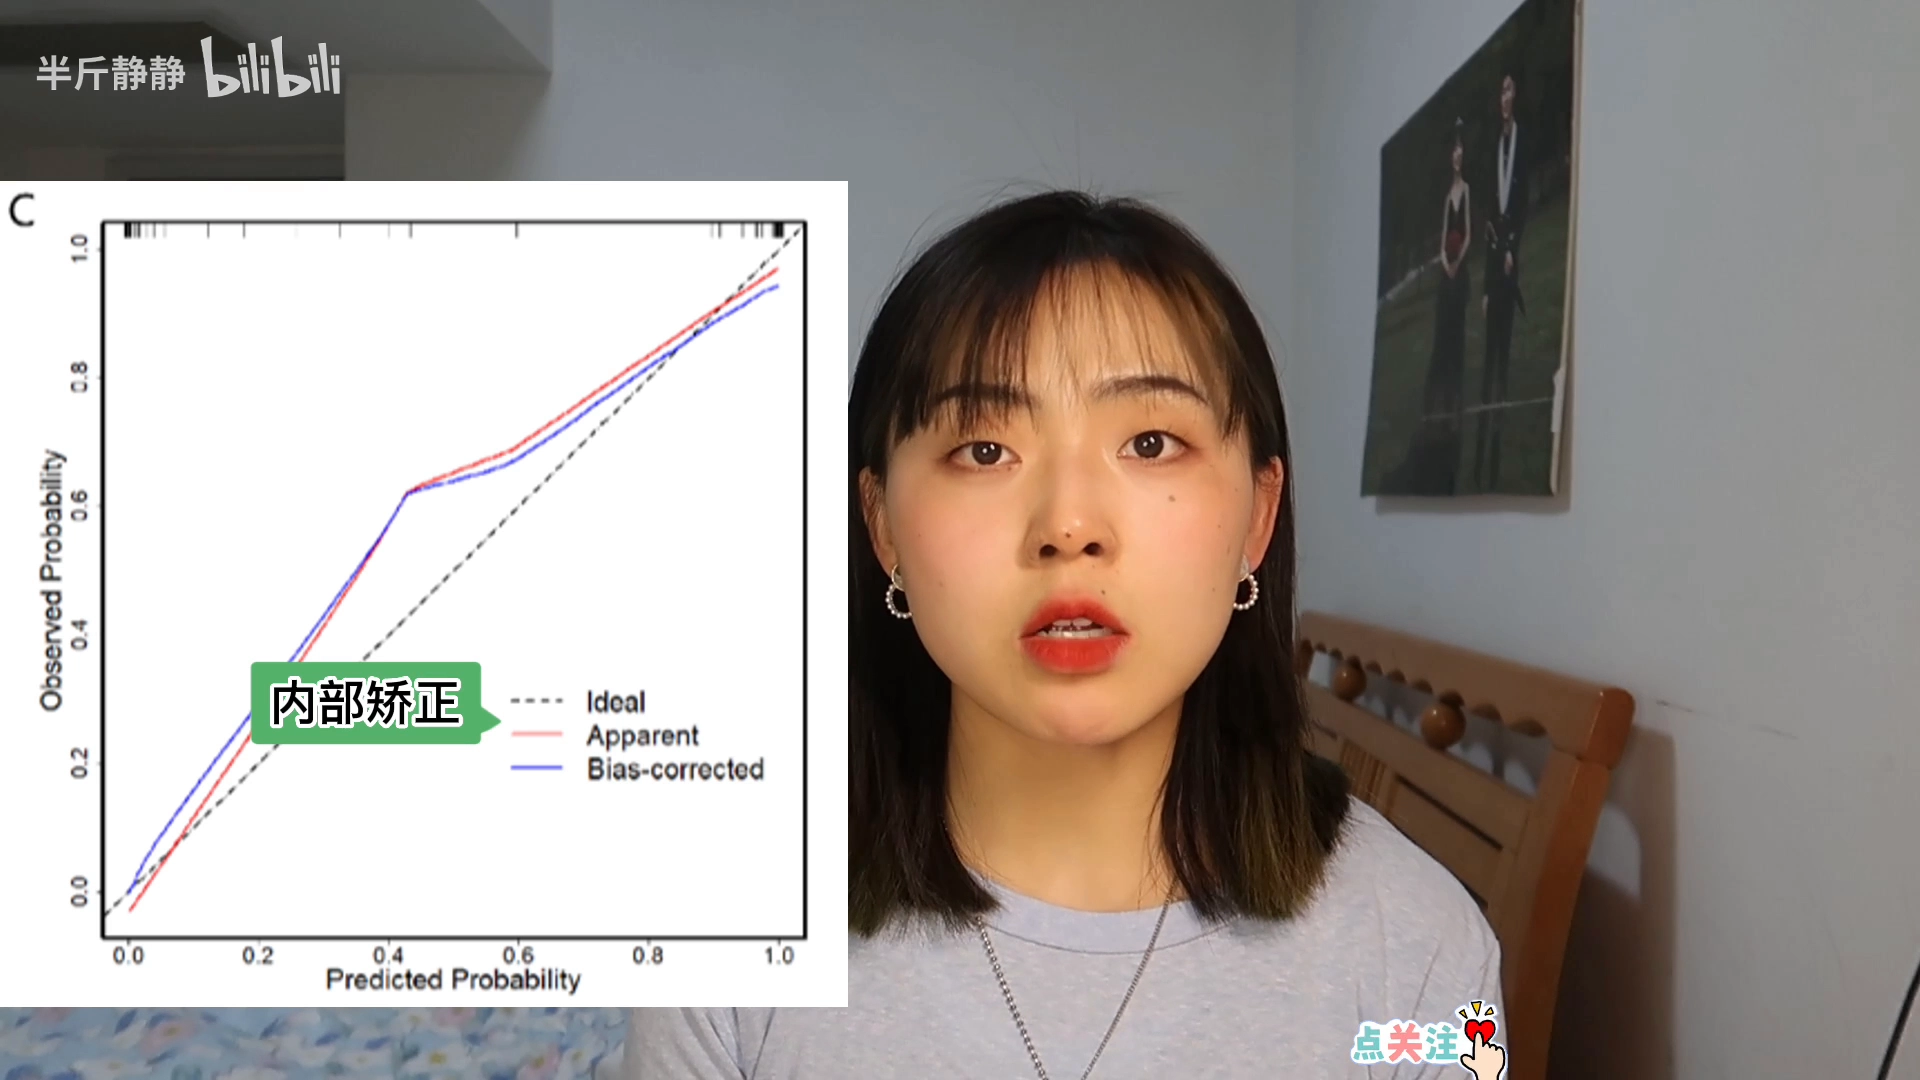 半斤静静 bilibili
C
1.0
0.8
0.6
0.4
0.2
0.0
Observed Probability
内部矫正
Ideal
Apparent
Bias-corrected
0.0 0.2 0.4 0.6 0.8 1.0
Predicted Probability
点关注